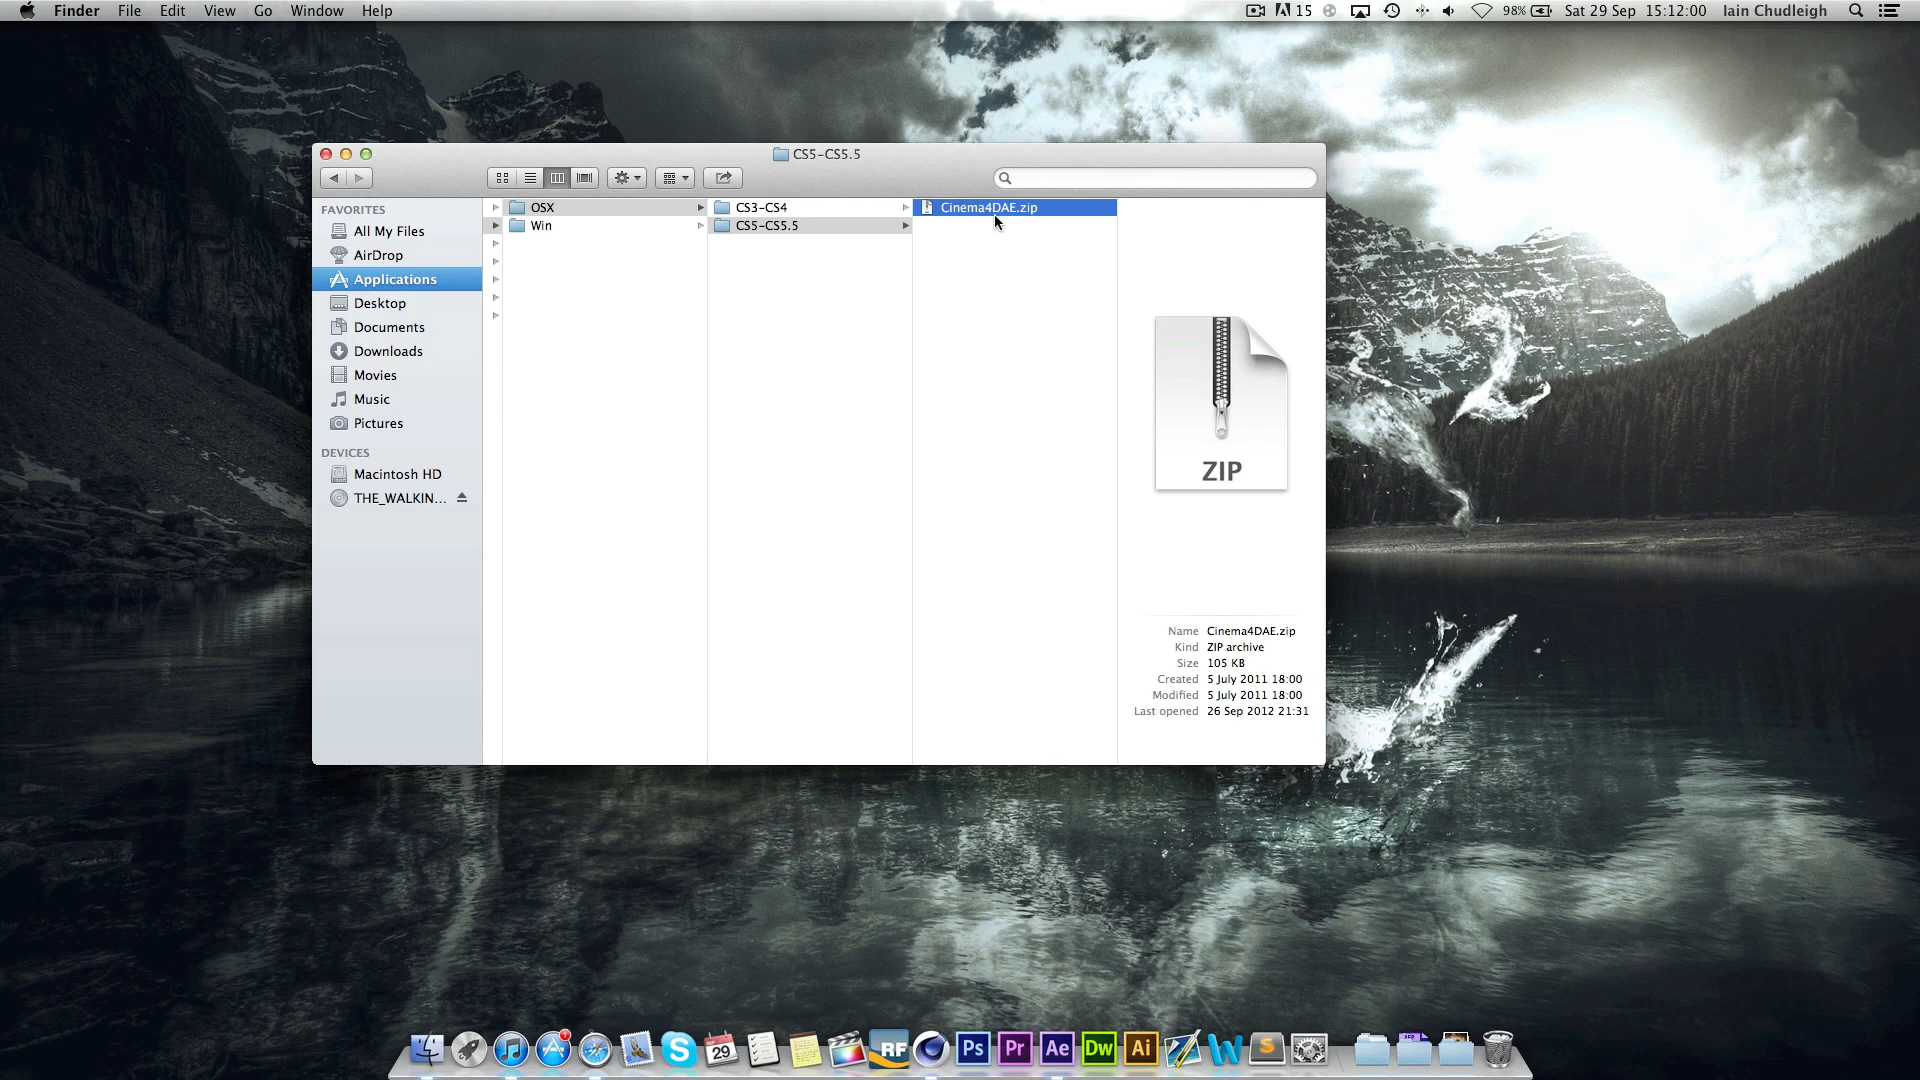 Finder File Edit View Go Window Help
15 98% Sat 29 Sep 15:12:00 Iain Chudleigh
CS5-CS5.5
FAVORITES
All My Files
AirDrop
Applications
Desktop
Documents
Downloads
Movies
Music
Pictures
DEVICES
Macintosh HD
THE_WALKIN...
OSX
Win
CS3-CS4
CS5-CS5.5
Cinema4DAE.zip
ZIP
Name Cinema4DAE.zip
Kind ZIP archive
Size 105 KB
Created 5 July 2011 18:00
Modified 5 July 2011 18:00
Last opened 26 Sep 2012 21:31
29 RF Ps Pr Ae Dw Ai W S